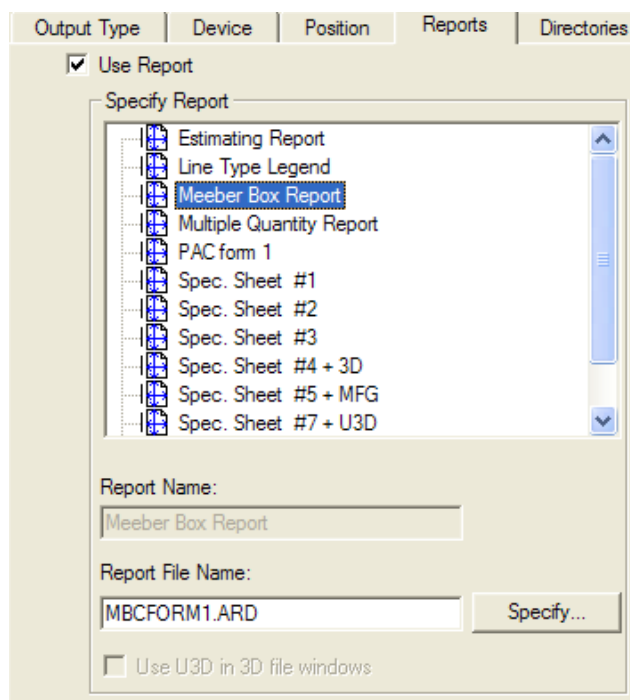 Output Type Device Position Reports Directories
Use Report
Specify Report
Estimating Report
Line Type Legend
Meeber Box Report
Multiple Quantity Report
PAC form 1
Spec. Sheet #1
Spec. Sheet #2
Spec. Sheet #3
Spec. Sheet #4 + 3D
Spec. Sheet #5 + MFG
Spec. Sheet #7 + U3D
Report Name:
Meeber Box Report
Report File Name:
MBCFORM1.ARD Specify...
Use U3D in 3D file windows